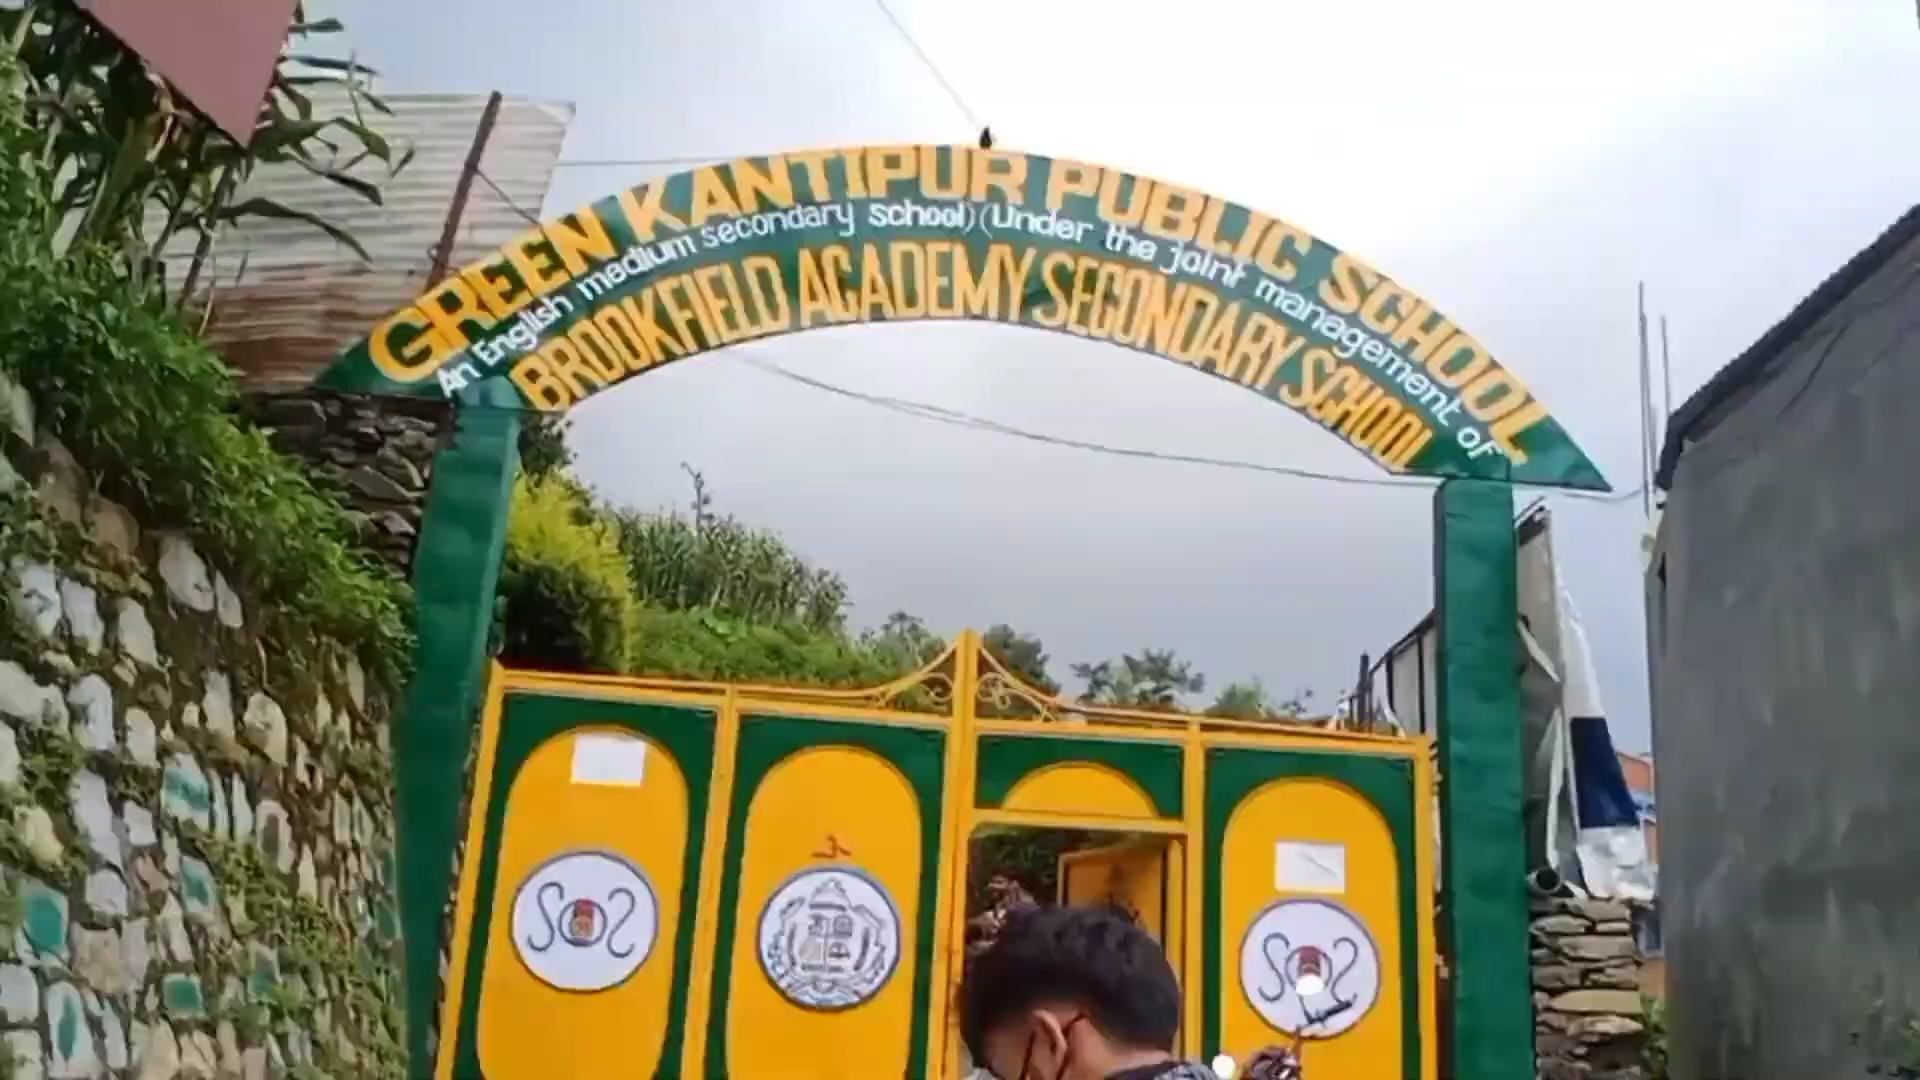 GREEN KANTIPUR PUBLIC SCHOOL
An English medium secondary school) (Under the joint management of
BROOKFIELD ACADEMY SECONDARY SCHOOL